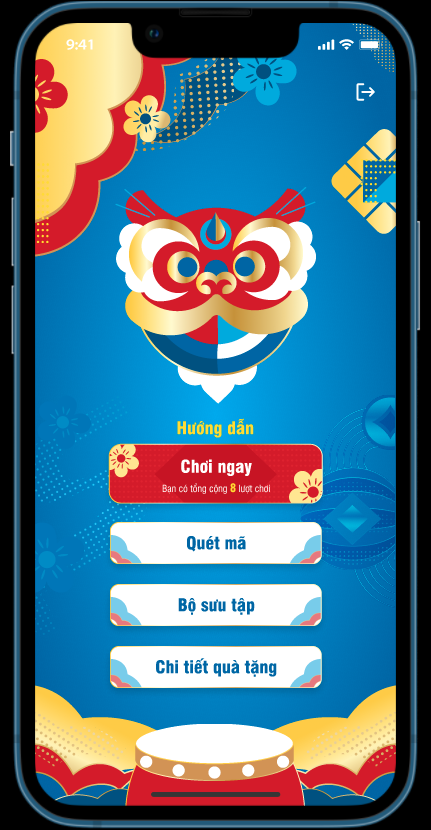 9:41
Hướng dẫn
Chơi ngay
Bạn có tổng cộng 8 lượt chơi
Quét mã
Bộ sưu tập
Chi tiết quà tặng